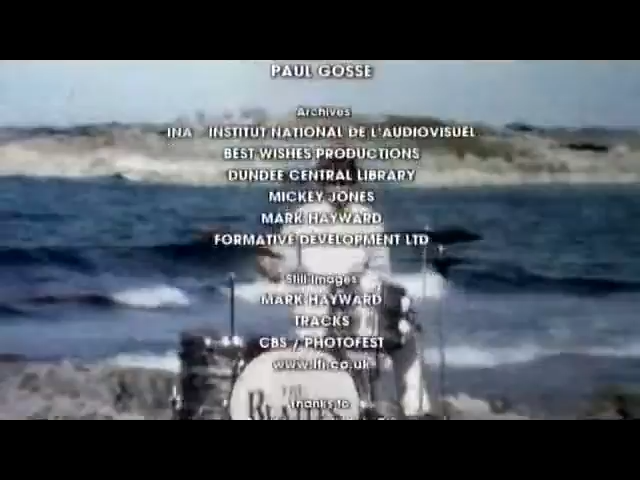 PAUL GOSSE
Archives
INA INSTITUT NATIONAL DE L'AUDIOVISUEL
BEST WISHES PRODUCTIONS
DUNDEE CENTRAL LIBRARY
MICKEY JONES
MARK HAYWARD
FORMATIVE DEVELOPMENT LTD
Still Images
MARK HAYWARD
TRACKS
CBS / PHOTOFEST
www.lfi.co.uk
Thanks to